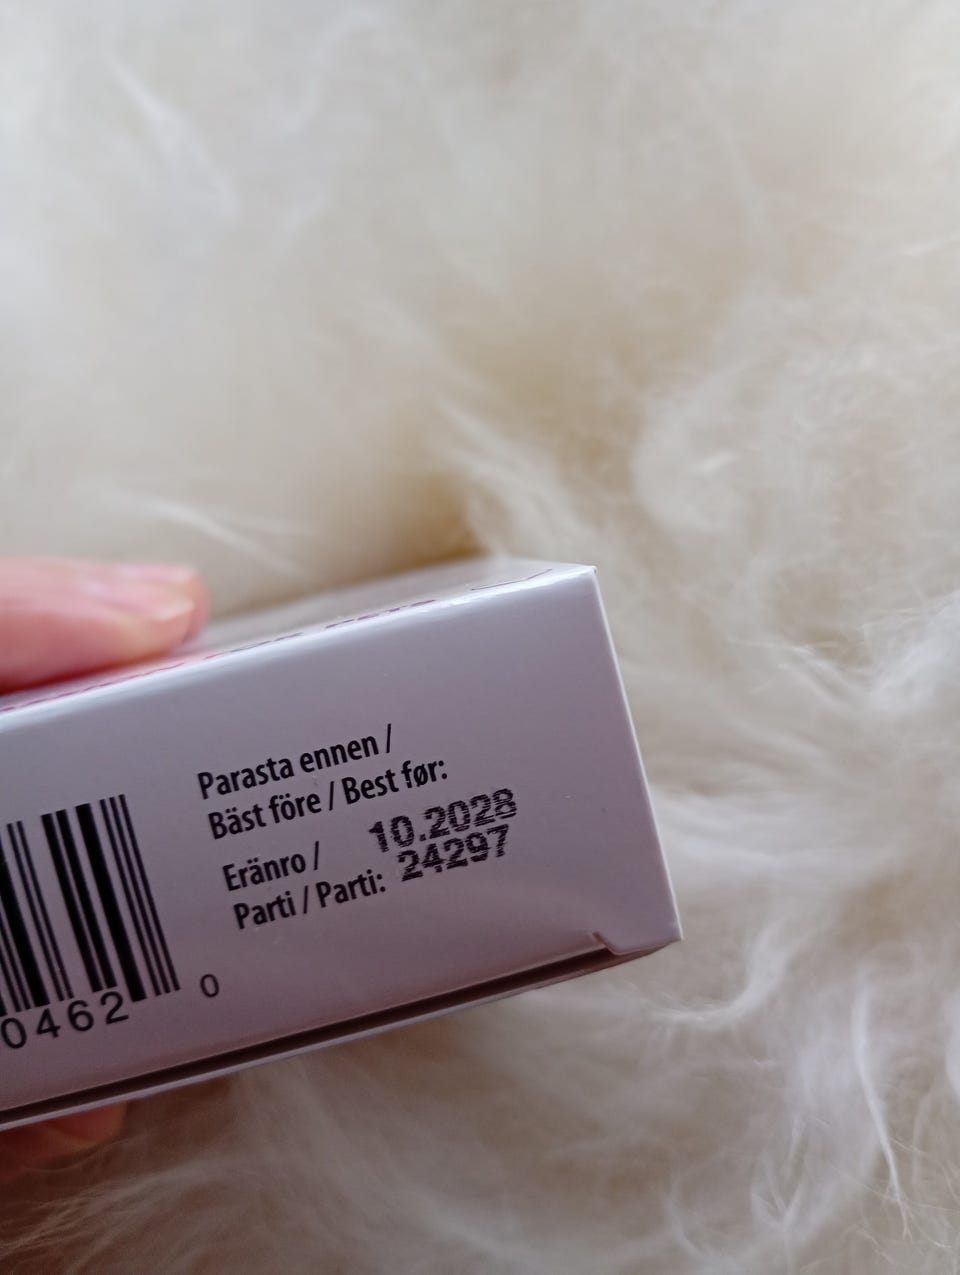 Parasta ennen /
Bäst före / Best før:
10.2028
Eränro /
Parti / Parti: 24297
0462 0